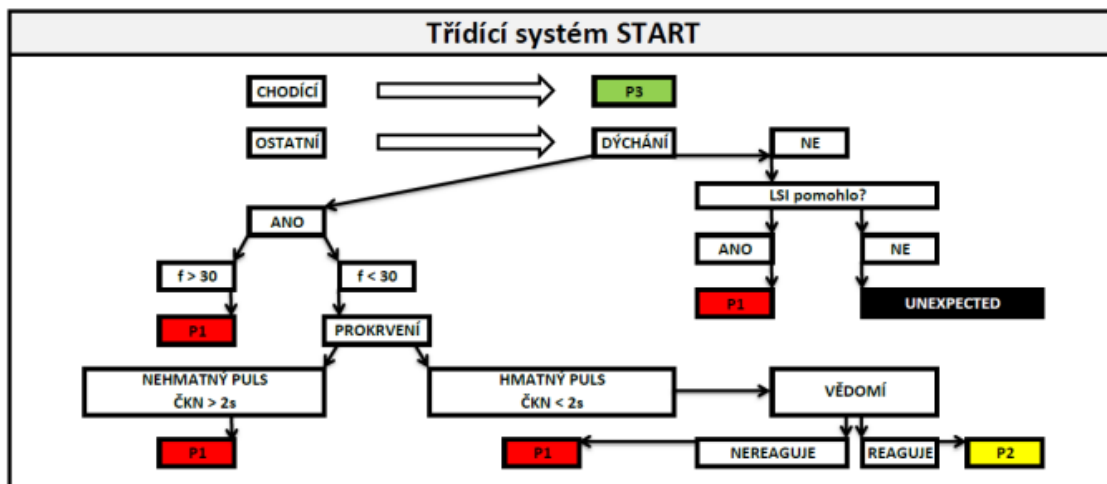 Třídící systém START
CHODÍCÍ
P3
OSTATNÍ
DÝCHÁNÍ
NE
LSI pomohlo?
ANO
ANO
NE
f > 30
f < 30
P1
UNEXPECTED
P1
PROKRVENÍ
NEHMATNÝ PULS
ČKN > 2s
HMATNÝ PULS
ČKN < 2s
VĚDOMÍ
P1
P1
NEREAGUJE
REAGUJE
P2